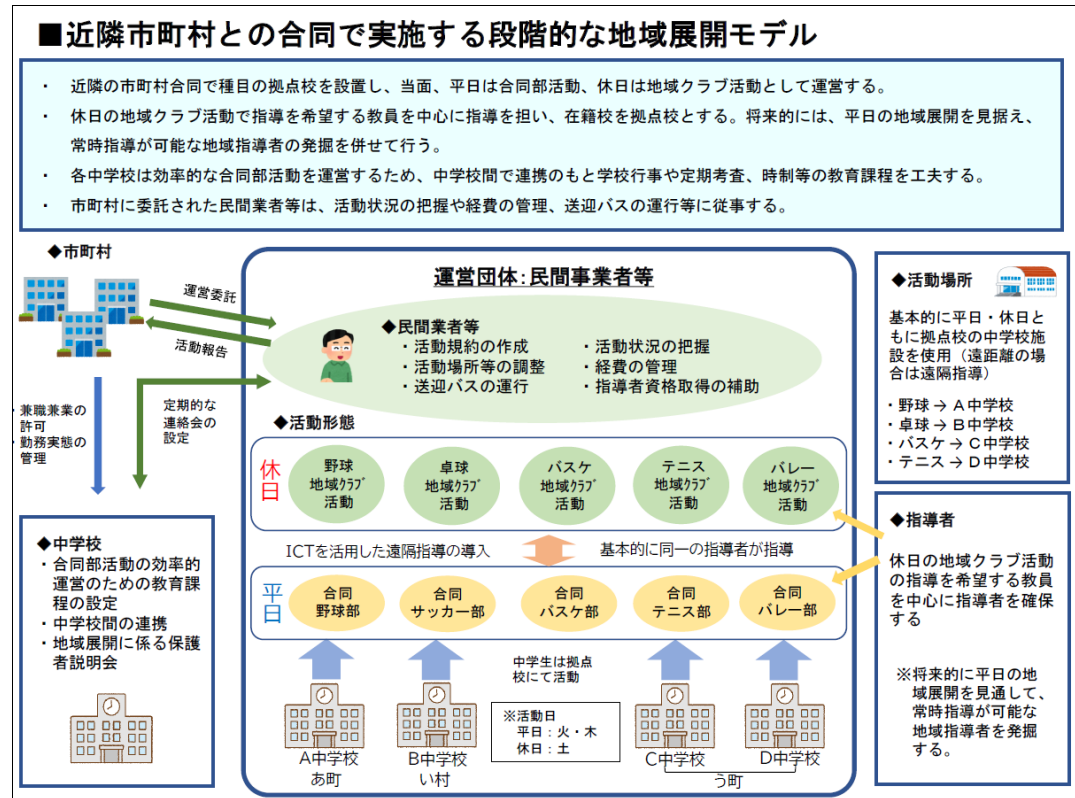 ■近隣市町村との合同で実施する段階的な地域展開モデル
・ 近隣の市町村合同で種目の拠点校を設置し、当面、平日は合同部活動、休日は地域クラブ活動として運営する。
・ 休日の地域クラブ活動で指導を希望する教員を中心に指導を担い、在籍校を拠点校とする。将来的には、平日の地域展開を見据え、
常時指導が可能な地域指導者の発掘を併せて行う。
・ 各中学校は効率的な合同部活動を運営するため、中学校間で連携のもと学校行事や定期考査、時制等の教育課程を工夫する。
・ 市町村に委託された民間業者等は、活動状況の把握や経費の管理、送迎バスの運行等に従事する。
◆市町村
運営委託
活動報告
・兼職兼業の
許可
・勤務実態の
管理
定期的な
連絡会の
設定
◆中学校
・合同部活動の効率的
運営のための教育課
程の設定
・中学校間の連携
・地域展開に係る保護
者説明会
運営団体:民間事業者等
◆民間業者等
・活動規約の作成
・活動場所等の調整
・送迎バスの運行
・活動状況の把握
・経費の管理
・指導者資格取得の補助
◆活動形態
休日
野球
地域ｸﾗﾌﾞ
活動
卓球
地域ｸﾗﾌﾞ
活動
バスケ
地域ｸﾗﾌﾞ
活動
テニス
地域ｸﾗﾌﾞ
活動
バレー
地域ｸﾗﾌﾞ
活動
ICTを活用した遠隔指導の導入
基本的に同一の指導者が指導
平日
合同
野球部
合同
サッカー部
合同
バスケ部
合同
テニス部
合同
バレー部
中学生は拠点
校にて活動
※活動日
平日：火・木
休日：土
A中学校
あ町
B中学校
い村
C中学校
D中学校
う町
◆活動場所
基本的に平日・休日と
もに拠点校の中学校施
設を使用（遠距離の場
合は遠隔指導）
・野球 → A中学校
・卓球 → B中学校
・バスケ → C中学校
・テニス → D中学校
◆指導者
休日の地域クラブ活動
の指導を希望する教員
を中心に指導者を確保
する
※将来的に平日の地
域展開を見通して、
常時指導が可能な
地域指導者を発掘
する。